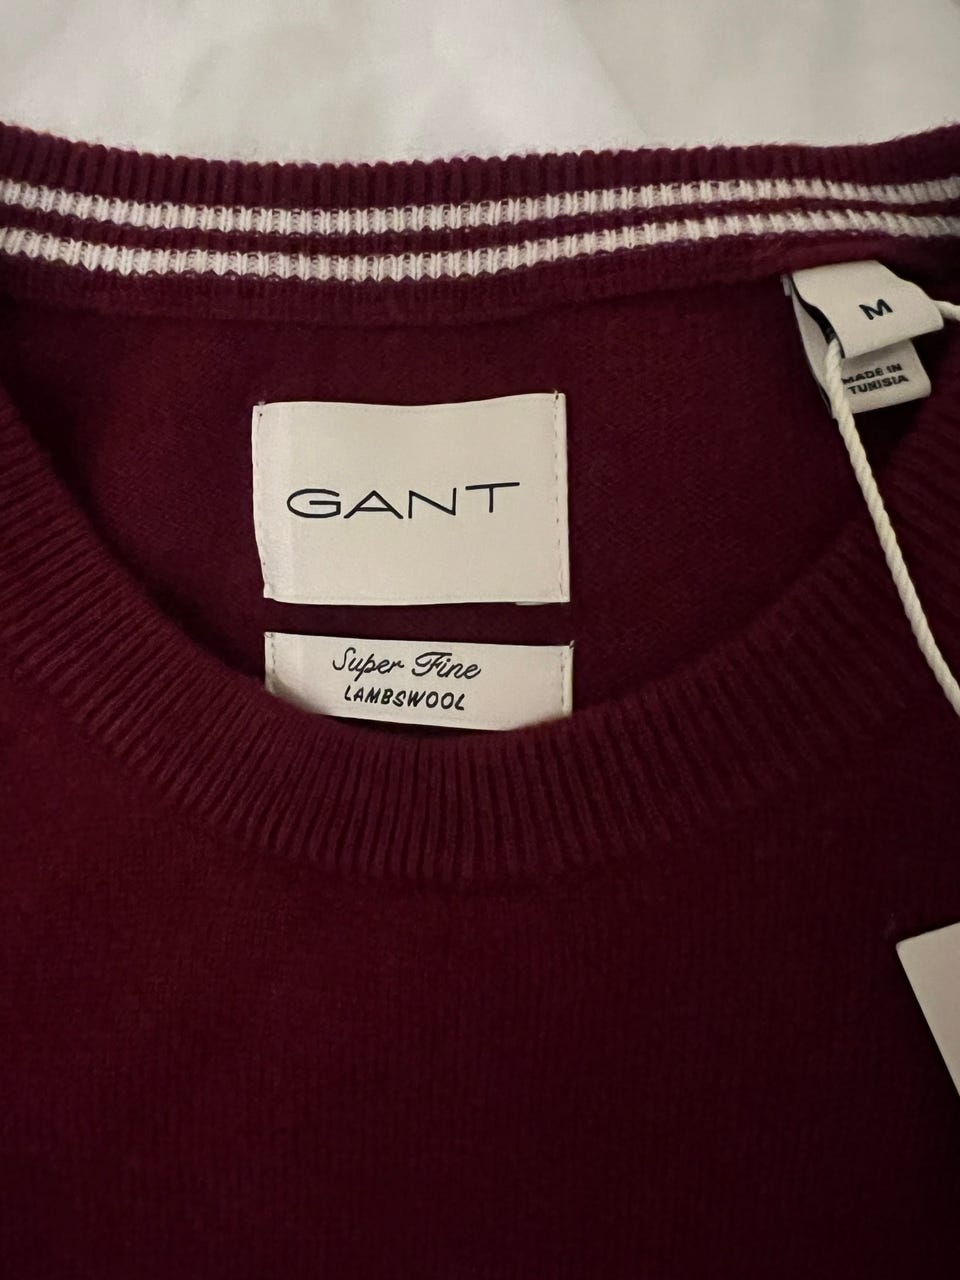 M
MADE IN
TUNISIA
GANT
Super Fine
LAMBSWOOL